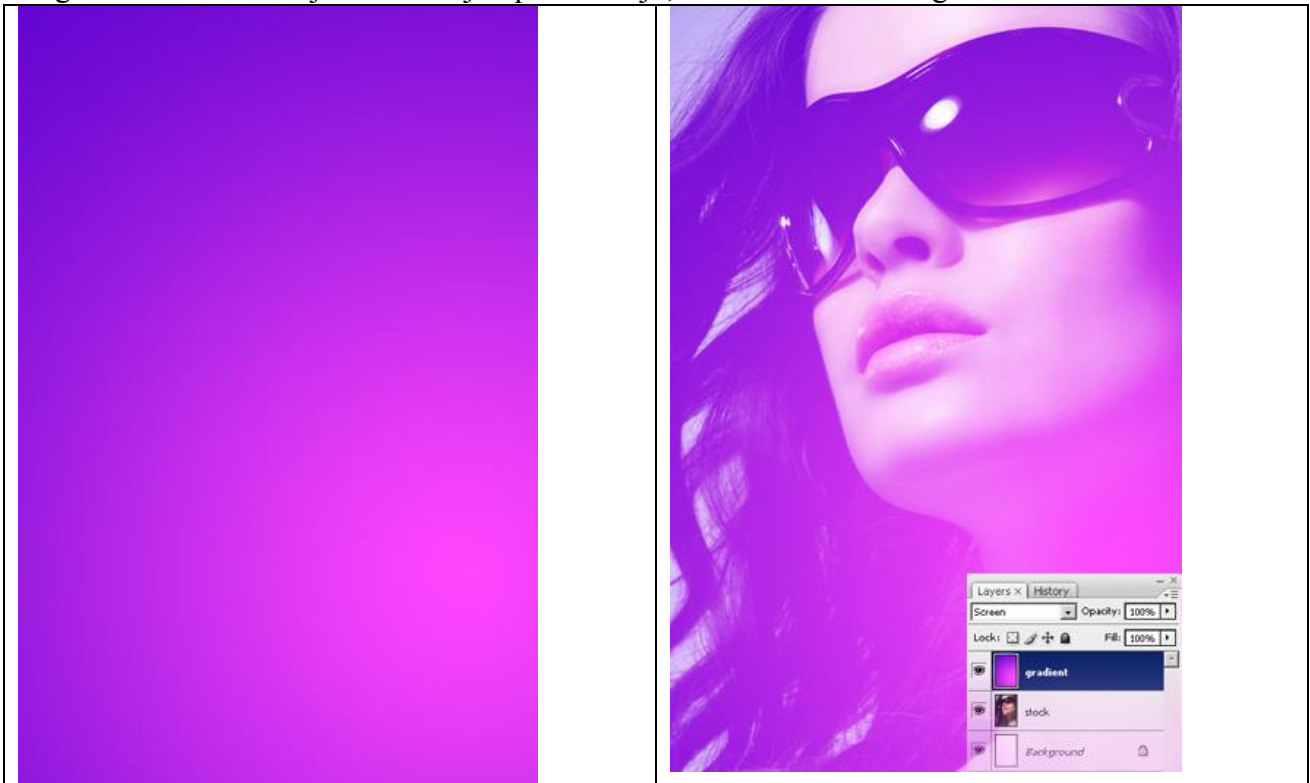 Layers × History
Screen Opacity: 100%
Lock: Fill: 100%
gradient
stock
Background